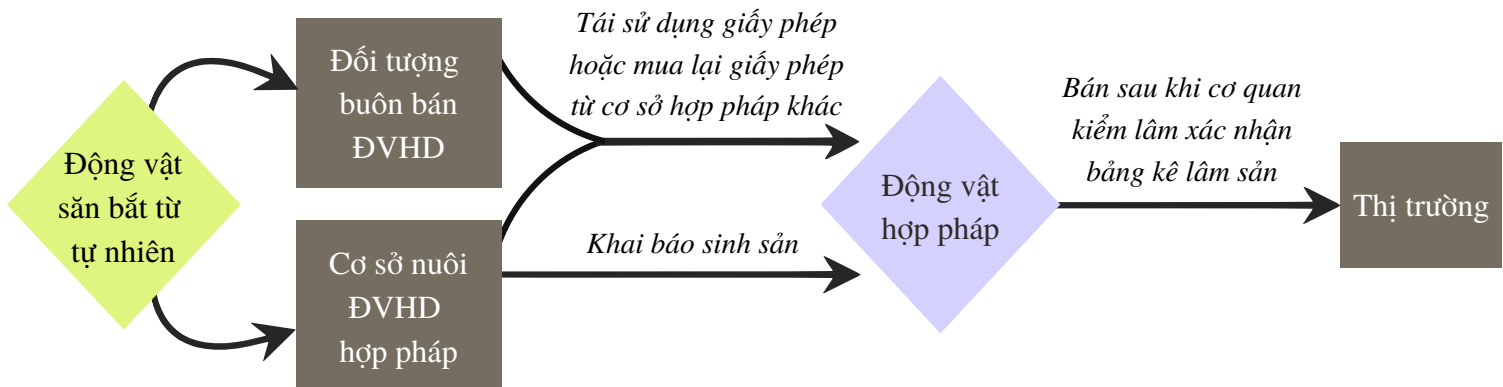 Động vật
săn bắt từ
tự nhiên
Đối tượng
buôn bán
ĐVHD
Cơ sở nuôi
ĐVHD
hợp pháp
Tái sử dụng giấy phép
hoặc mua lại giấy phép
từ cơ sở hợp pháp khác
Khai báo sinh sản
Động vật
hợp pháp
Bán sau khi cơ quan
kiểm lâm xác nhận
bảng kê lâm sản
Thị trường